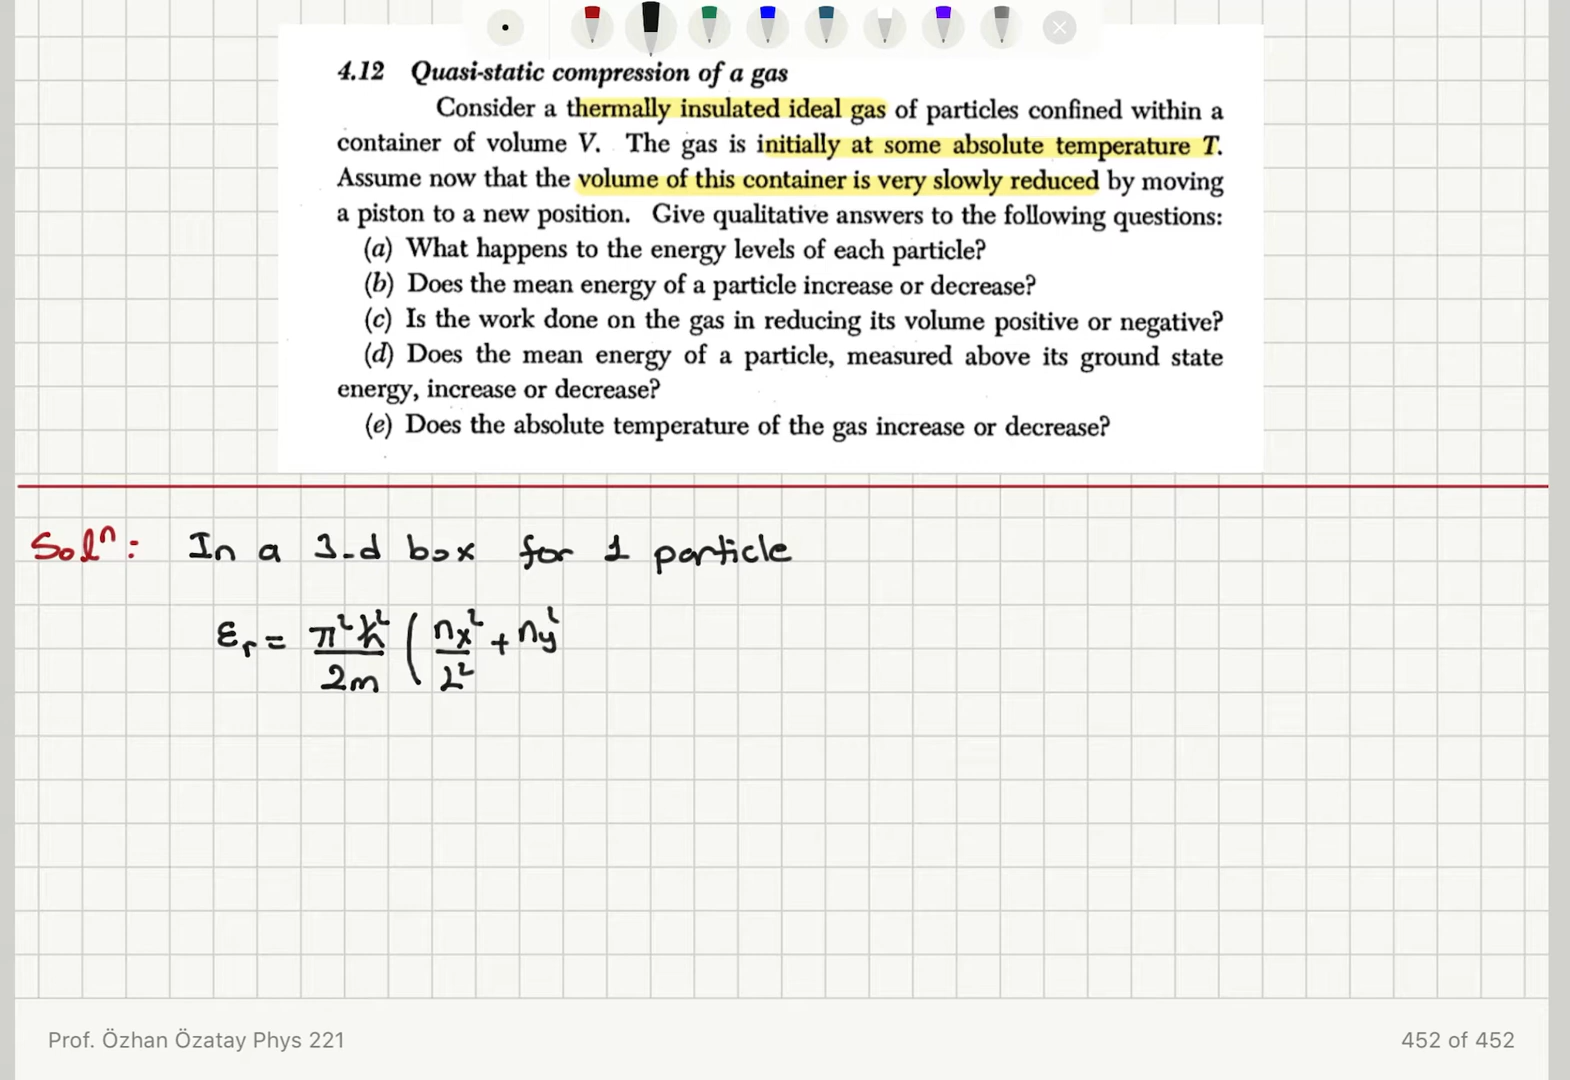 4.12 Quasi-static compression of a gas
Consider a thermally insulated ideal gas of particles confined within a
container of volume V. The gas is initially at some absolute temperature T.
Assume now that the volume of this container is very slowly reduced by moving
a piston to a new position. Give qualitative answers to the following questions:
(a) What happens to the energy levels of each particle?
(b) Does the mean energy of a particle increase or decrease?
(c) Is the work done on the gas in reducing its volume positive or negative?
(d) Does the mean energy of a particle, measured above its ground state
energy, increase or decrease?
(e) Does the absolute temperature of the gas increase or decrease?
Solⁿ: In a 3-d box for 1 particle
εᵣ = π²ħ²/2m ( nx²/L² + ny²
Prof. Özhan Özatay Phys 221
452 of 452